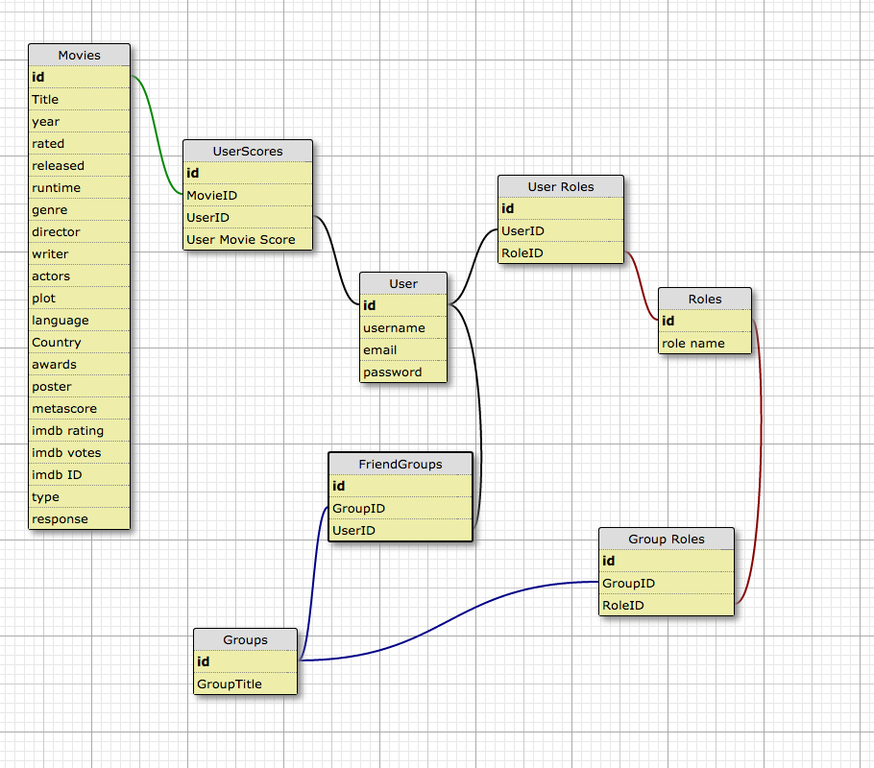 Movies
id
Title
year
rated
released
runtime
genre
director
writer
actors
plot
language
Country
awards
poster
metascore
imdb rating
imdb votes
imdb ID
type
response
UserScores
id
MovieID
UserID
User Movie Score
User Roles
id
UserID
RoleID
User
id
username
email
password
Roles
id
role name
FriendGroups
id
GroupID
UserID
Group Roles
id
GroupID
RoleID
Groups
id
GroupTitle